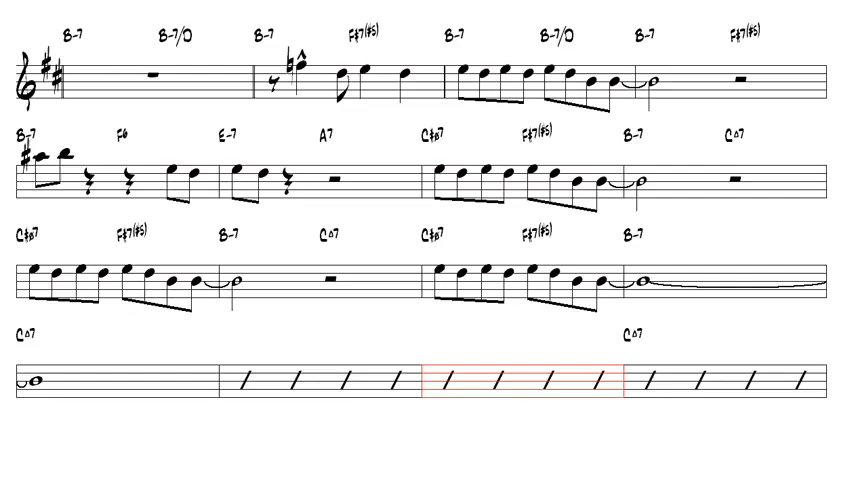 B-7 B-7/D B-7 F#7(#5) B-7 B-7/D B-7 F#7(#5)
B-7 F6 E-7 A7 C#ø7 F#7(#5) B-7 C△7
C#ø7 F#7(#5) B-7 C△7 C#ø7 F#7(#5) B-7
C△7 C△7